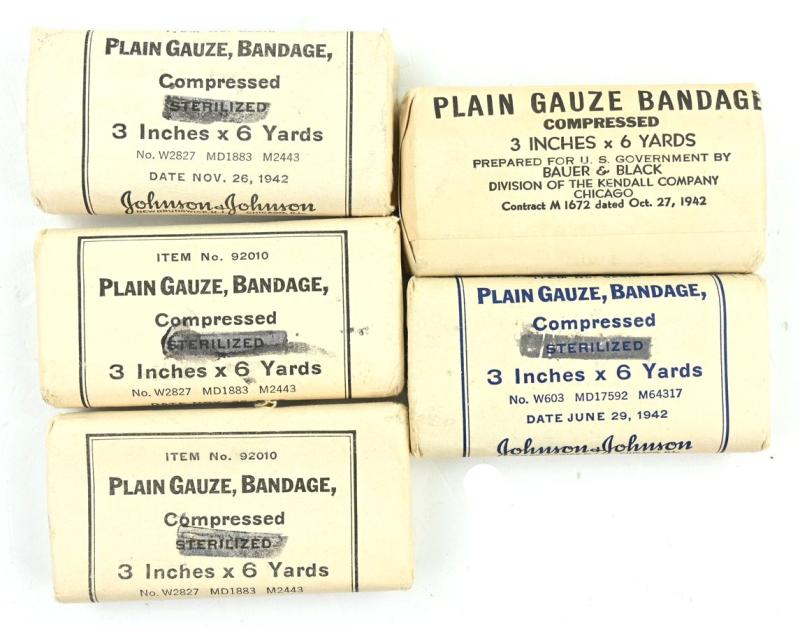 PLAIN GAUZE, BANDAGE,
Compressed
STERILIZED
3 Inches x 6 Yards
No. W2827 MD1883 M2443
DATE NOV. 26, 1942
Johnson & Johnson
NEW BRUNSWICK, N.J. CHICAGO, ILL.
ITEM No. 92010
PLAIN GAUZE, BANDAGE,
Compressed
STERILIZED
3 Inches x 6 Yards
No. W2827 MD1883 M2443
ITEM No. 92010
PLAIN GAUZE, BANDAGE,
Compressed
STERILIZED
3 Inches x 6 Yards
No. W2827 MD1883 M2443
PLAIN GAUZE BANDAGE
COMPRESSED
3 INCHES x 6 YARDS
PREPARED FOR U. S. GOVERNMENT BY
BAUER & BLACK
DIVISION OF THE KENDALL COMPANY
CHICAGO
Contract M 1672 dated Oct. 27, 1942
PLAIN GAUZE, BANDAGE,
Compressed
STERILIZED
3 Inches x 6 Yards
No. W603 MD17592 M64317
DATE JUNE 29, 1942
Johnson & Johnson